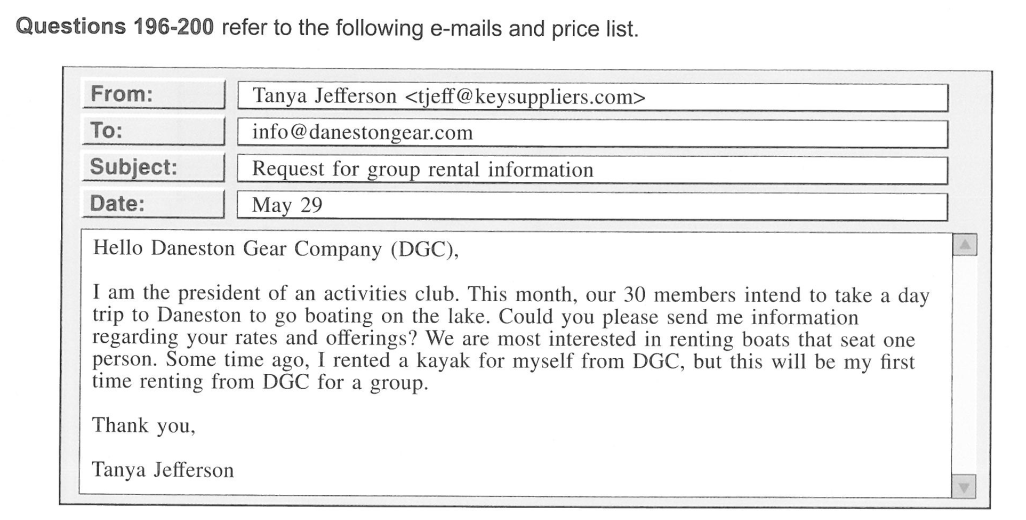 Questions 196-200 refer to the following e-mails and price list.
From: Tanya Jefferson <tjeff@keysuppliers.com>
To: info@danestongear.com
Subject: Request for group rental information
Date: May 29
Hello Daneston Gear Company (DGC),
I am the president of an activities club. This month, our 30 members intend to take a day
trip to Daneston to go boating on the lake. Could you please send me information
regarding your rates and offerings? We are most interested in renting boats that seat one
person. Some time ago, I rented a kayak for myself from DGC, but this will be my first
time renting from DGC for a group.
Thank you,
Tanya Jefferson